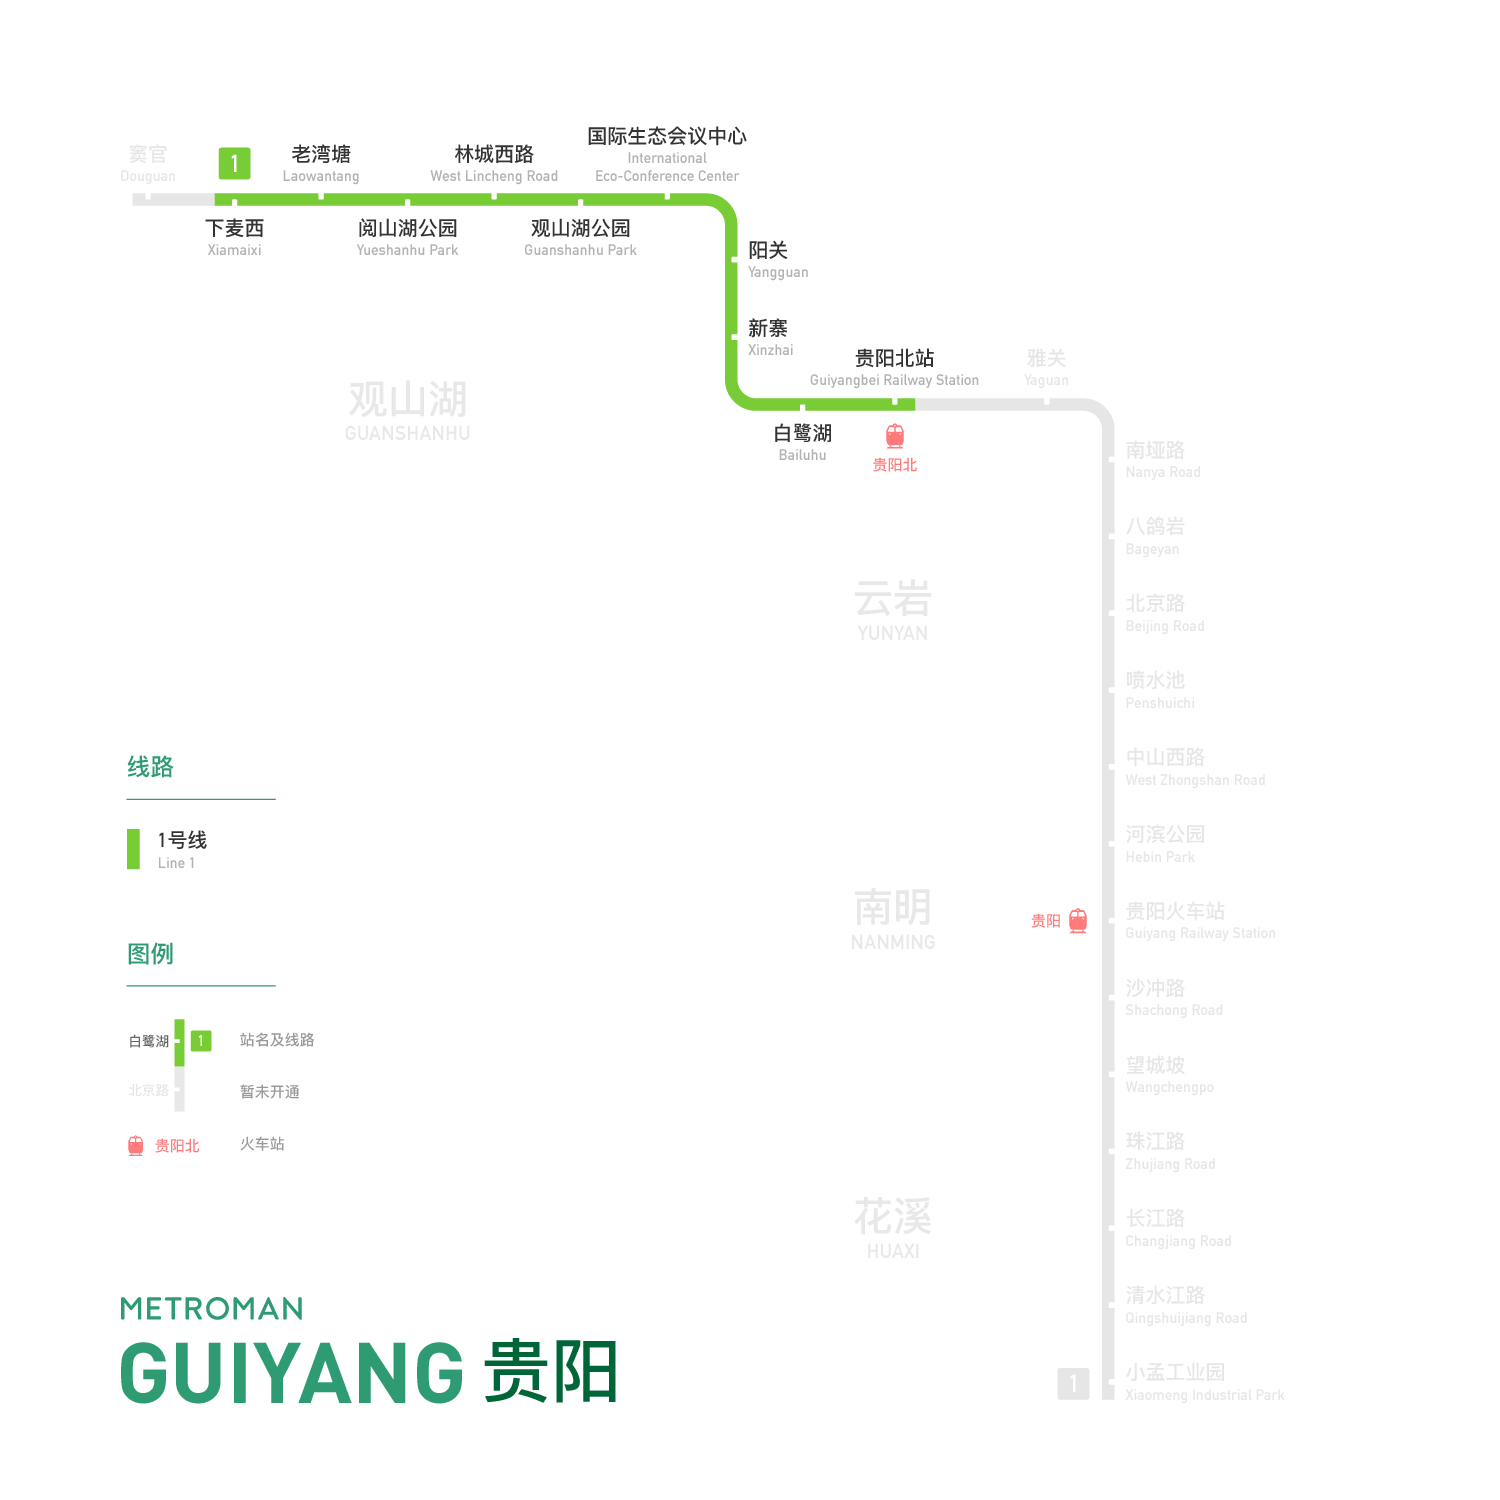 窦官
Douguan
1
下麦西
Xiamaixi
老湾塘
Laowantang
阅山湖公园
Yueshanhu Park
林城西路
West Lincheng Road
观山湖公园
Guanshanhu Park
国际生态会议中心
International
Eco-Conference Center
阳关
Yangguan
新寨
Xinzhai
白鹭湖
Bailuhu
贵阳北站
Guiyangbei Railway Station
贵阳北
雅关
Yaguan
南垭路
Nanya Road
八鸽岩
Bageyan
北京路
Beijing Road
喷水池
Penshuichi
中山西路
West Zhongshan Road
河滨公园
Hebin Park
贵阳火车站
Guiyang Railway Station
贵阳
沙冲路
Shachong Road
望城坡
Wangchengpo
珠江路
Zhujiang Road
长江路
Changjiang Road
清水江路
Qingshuijiang Road
小孟工业园
Xiaomeng Industrial Park
1
观山湖
GUANSHANHU
云岩
YUNYAN
南明
NANMING
花溪
HUAXI
线路
1号线
Line 1
图例
白鹭湖
1
站名及线路
北京路
暂未开通
贵阳北
火车站
METROMAN
GUIYANG 贵阳